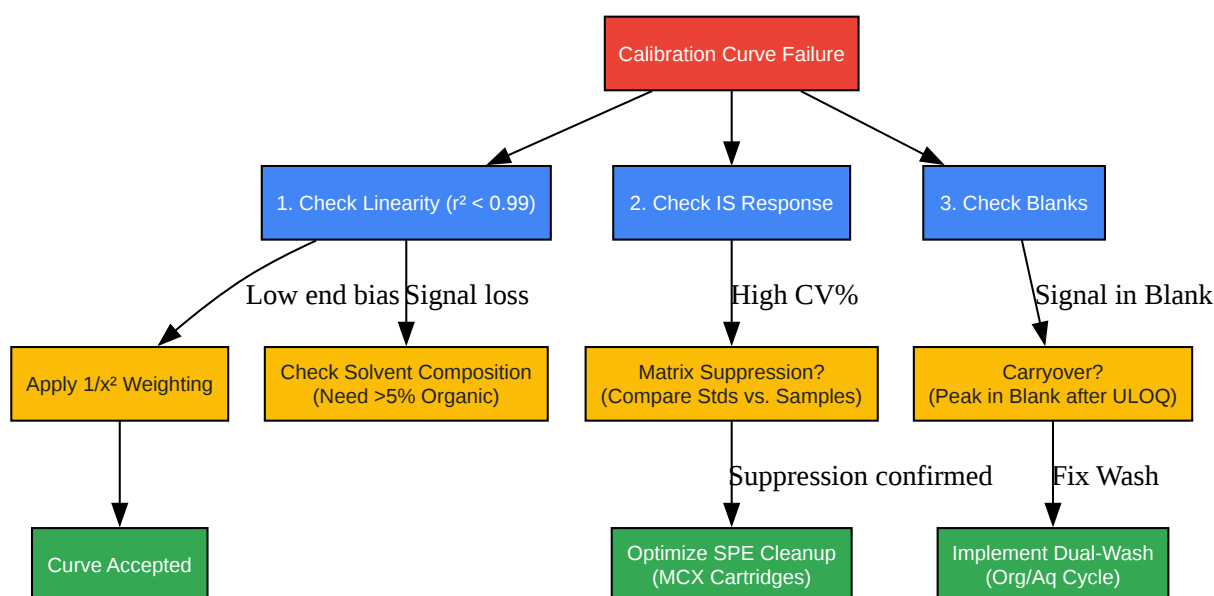 Calibration Curve Failure
1. Check Linearity (r² < 0.99)
2. Check IS Response
3. Check Blanks
Low end bias
Signal loss
High CV%
Signal in Blank
Apply 1/x² Weighting
Check Solvent Composition
(Need >5% Organic)
Matrix Suppression?
(Compare Stds vs. Samples)
Carryover?
(Peak in Blank after ULOQ)
Suppression confirmed
Fix Wash
Curve Accepted
Optimize SPE Cleanup
(MCX Cartridges)
Implement Dual-Wash
(Org/Aq Cycle)